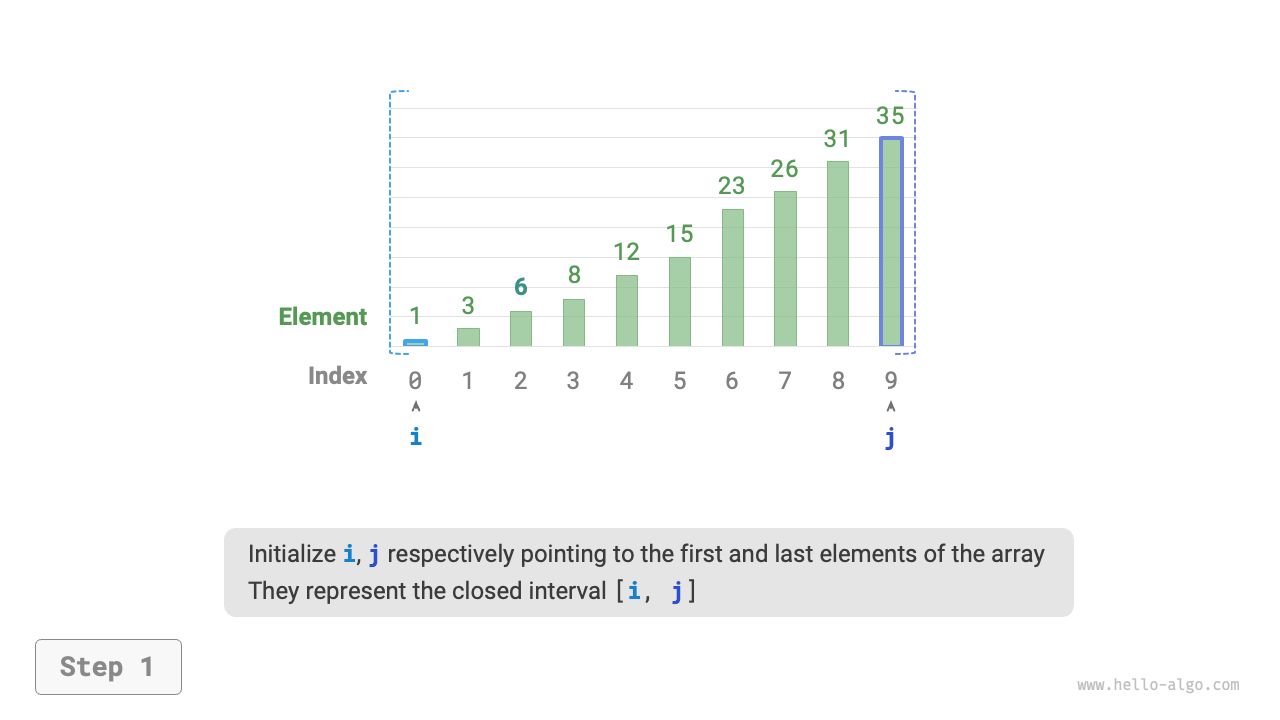 35
31
26
23
15
12
8
6
3
Element 1
Index 0 1 2 3 4 5 6 7 8 9
i j
Initialize i, j respectively pointing to the first and last elements of the array
They represent the closed interval [i, j]
Step 1
www.hello-algo.com